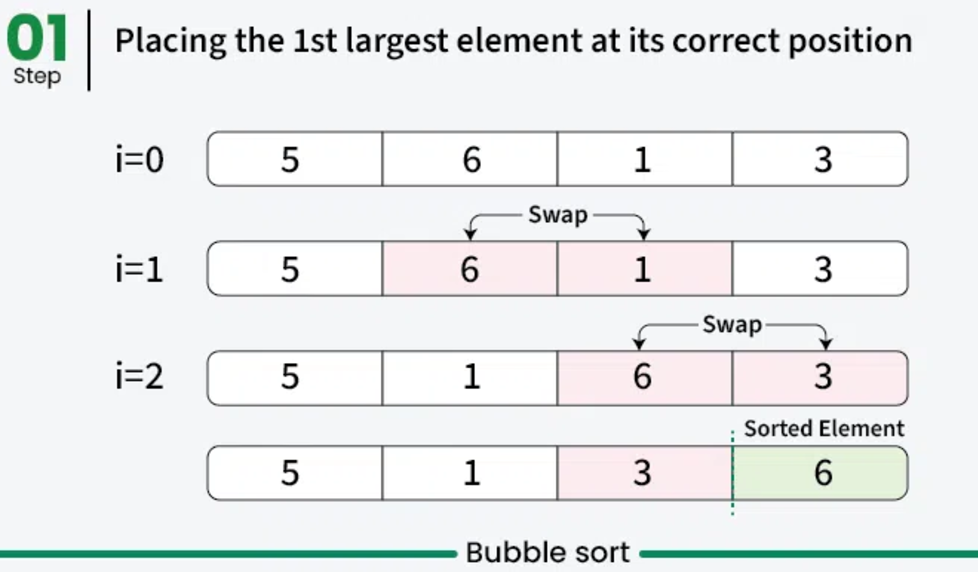 01
Step
Placing the 1st largest element at its correct position
i=0 5 6 1 3
Swap
i=1 5 6 1 3
Swap
i=2 5 1 6 3
Sorted Element
5 1 3 6
Bubble sort